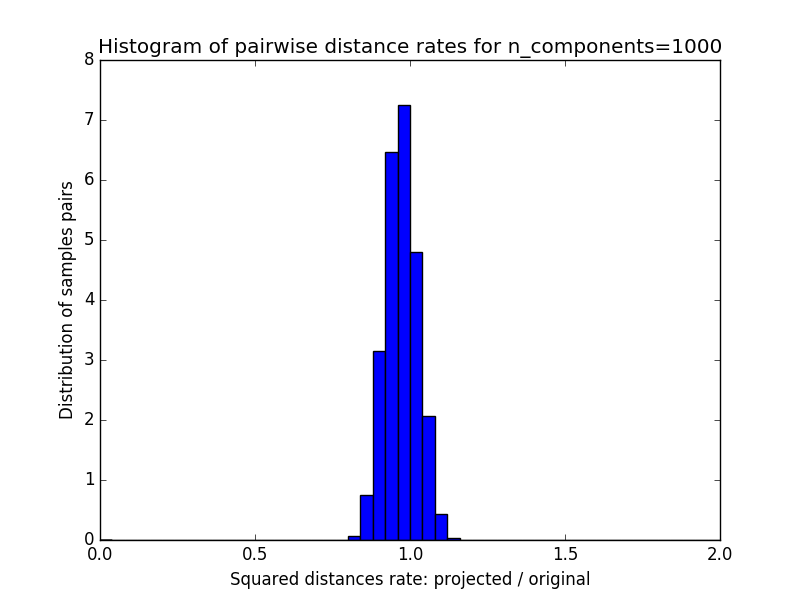 Histogram of pairwise distance rates for n_components=1000
8
7
6
5
4
3
2
1
0
Distribution of samples pairs
0.0 0.5 1.0 1.5 2.0
Squared distances rate: projected / original